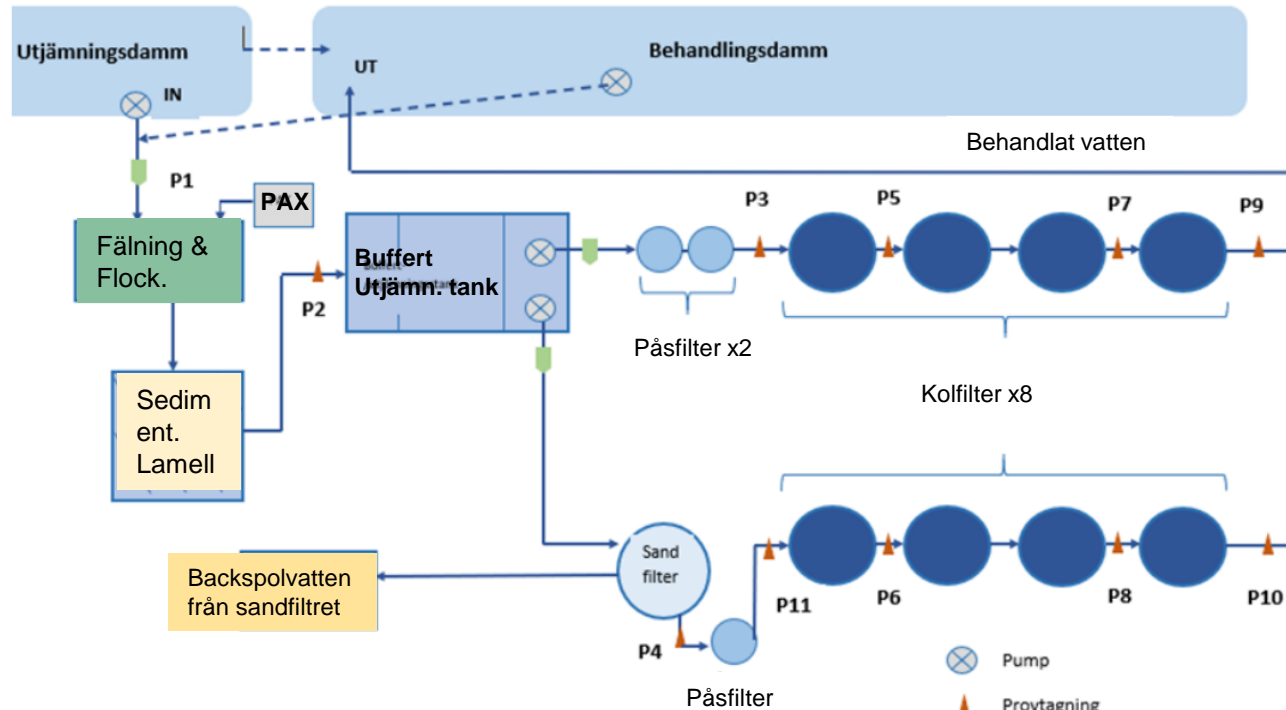 Utjämningsdamm
Behandlingsdamm
IN
UT
Behandlat vatten
P1
PAX
P3
P5
P7
P9
Fälning &
Flock.
Buffert
Utjämn. tank
P2
Påsfilter x2
Kolfilter x8
Sedim
ent.
Lamell
Sand
filter
Backspolvatten
från sandfiltret
P11
P6
P8
P10
P4
Pump
Påsfilter
Provtagning